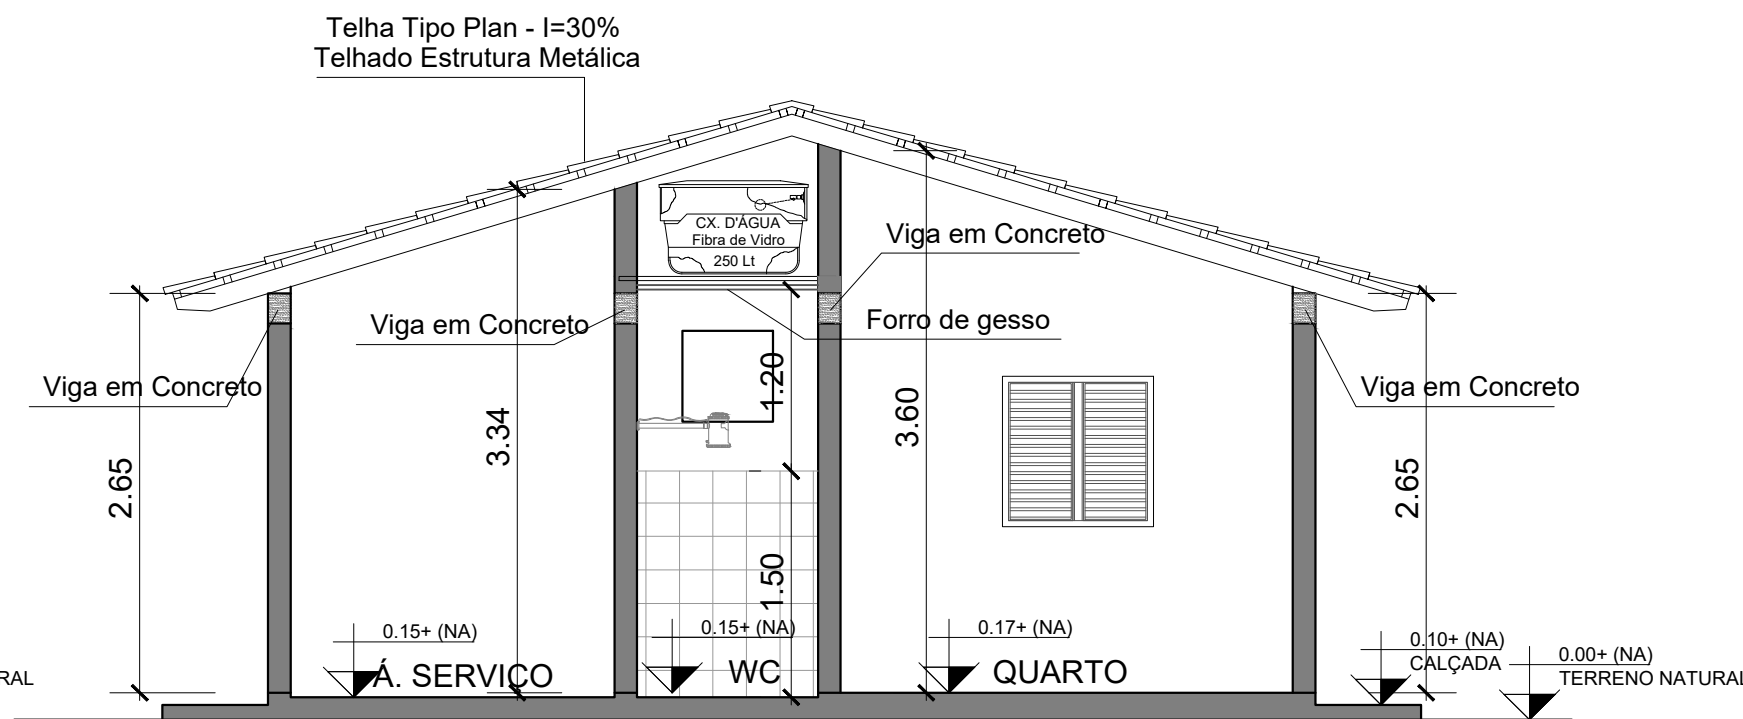 Telha Tipo Plan - I=30%
Telhado Estrutura Metálica
CX. D'ÁGUA
Fibra de Vidro
250 Lt
Viga em Concreto
Viga em Concreto
Forro de gesso
Viga em Concreto
Viga em Concreto
2.65
3.34
1.20
3.60
2.65
1.50
0.15+ (NA)
0.15+ (NA)
0.17+ (NA)
0.10+ (NA)
CALÇADA
0.00+ (NA)
TERRENO NATURAL
RAL
Á. SERVIÇO
WC
QUARTO